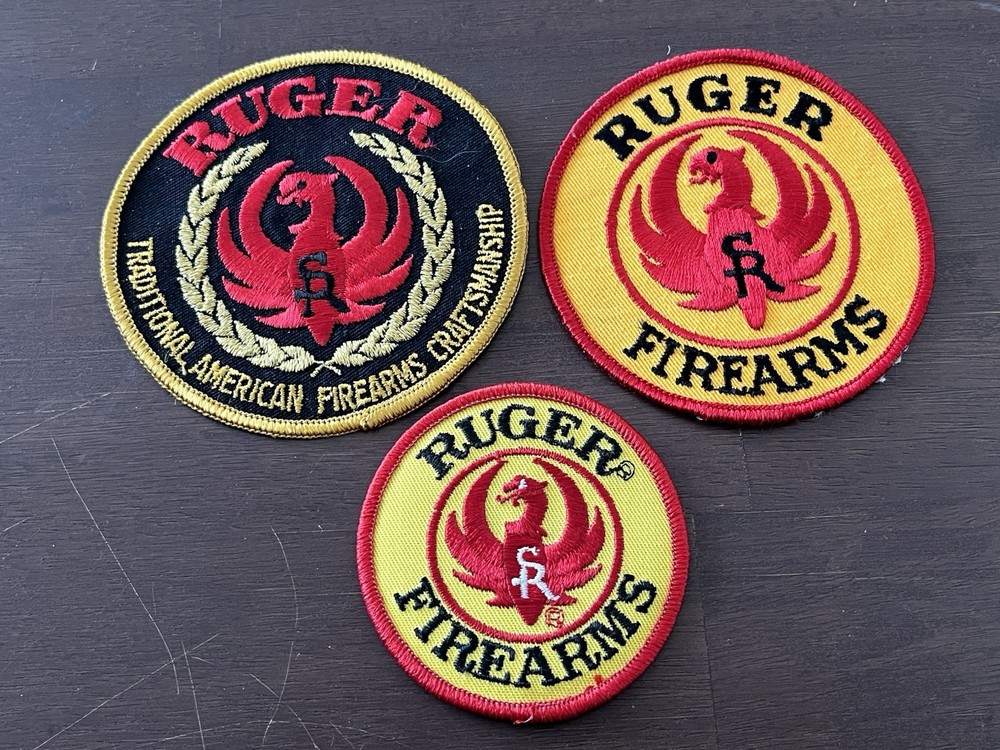 RUGER
SR
TRADITIONAL AMERICAN FIREARMS CRAFTSMANSHIP
RUGER
SR
FIREARMS
RUGER®
SR
®
FIREARMS